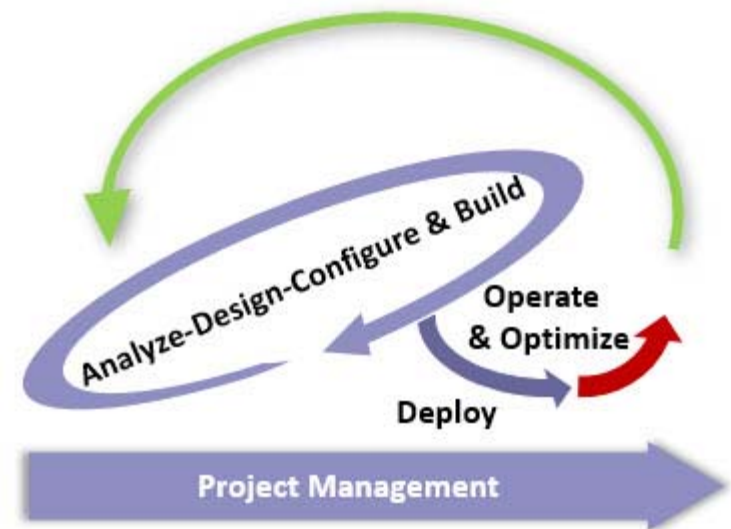 Analyze-Design-Configure & Build
Operate
& Optimize
Deploy
Project Management